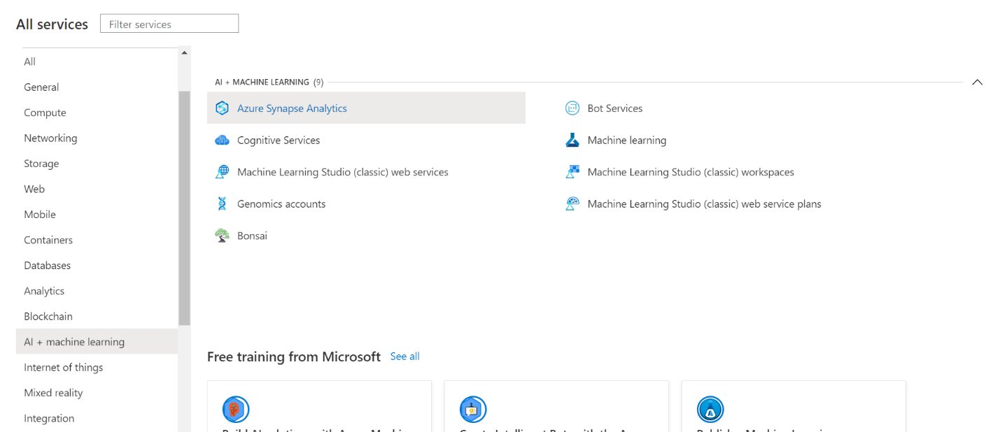 All services
Filter services
All
General
Compute
Networking
Storage
Web
Mobile
Containers
Databases
Analytics
Blockchain
AI + machine learning
Internet of things
Mixed reality
Integration
AI + MACHINE LEARNING (9)
Azure Synapse Analytics
Bot Services
Cognitive Services
Machine learning
Machine Learning Studio (classic) web services
Machine Learning Studio (classic) workspaces
Genomics accounts
Machine Learning Studio (classic) web service plans
Bonsai
Free training from Microsoft See all